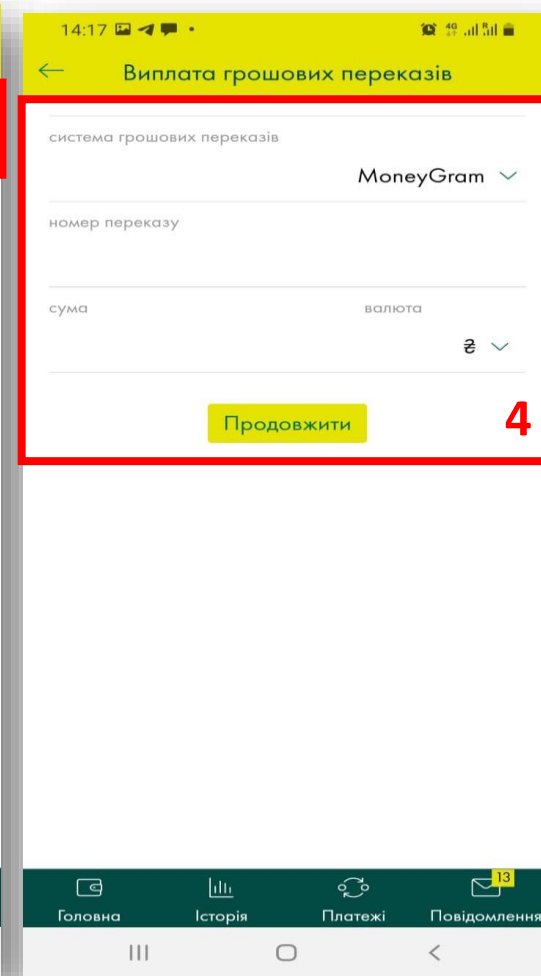 14:17
4G R
Виплата грошових переказів
система грошових переказів
MoneyGram
номер переказу
сума валюта
₴
Продовжити
4
13
Головна Історія Платежі Повідомлення